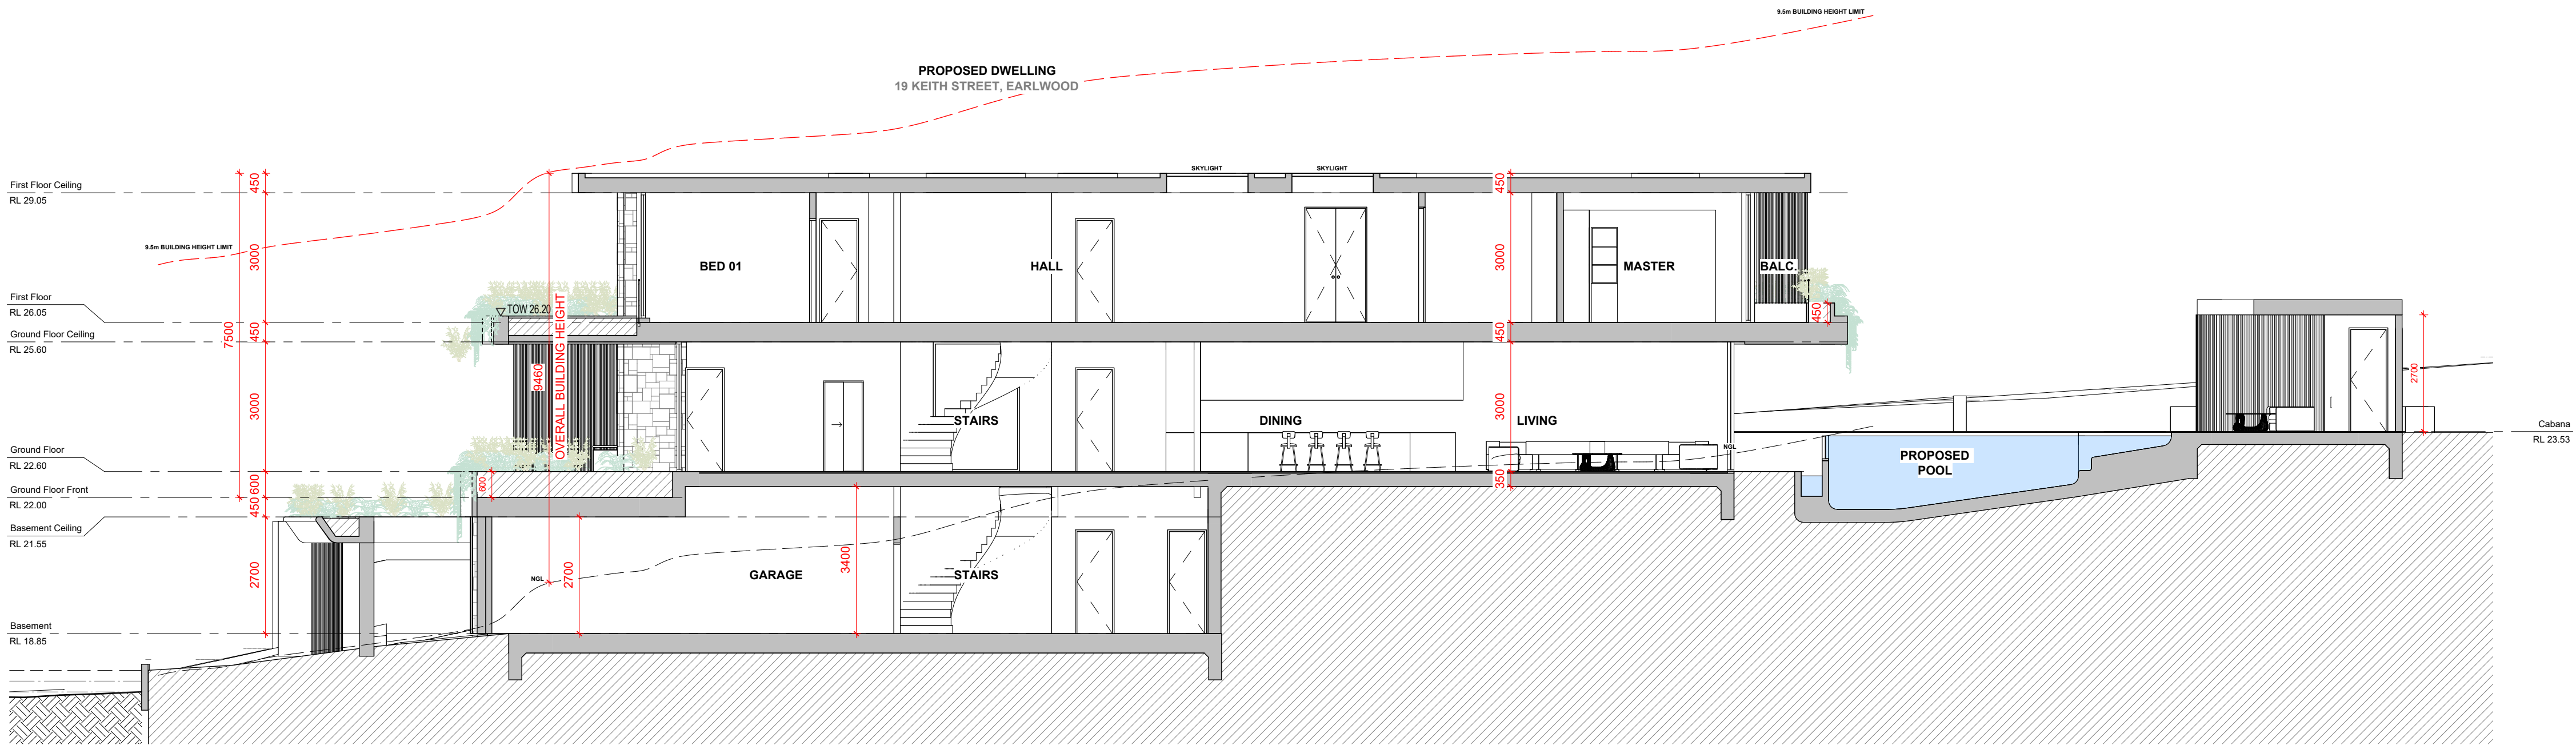 9.5m BUILDING HEIGHT LIMIT
PROPOSED DWELLING
19 KEITH STREET, EARLWOOD
SKYLIGHT
SKYLIGHT
First Floor Ceiling
RL 29.05
450
450
9.5m BUILDING HEIGHT LIMIT
3000
BED 01
HALL
3000
MASTER
BALC.
First Floor
RL 26.05
TOW 26.20
450
Ground Floor Ceiling
RL 25.60
7500
450
450
9460
OVERALL BUILDING HEIGHT
3000
3000
2700
STAIRS
DINING
LIVING
NGL
Cabana
RL 23.53
Ground Floor
RL 22.60
PROPOSED
POOL
600
600
350
Ground Floor Front
RL 22.00
450
Basement Ceiling
RL 21.55
2700
NGL
2700
GARAGE
3400
STAIRS
Basement
RL 18.85